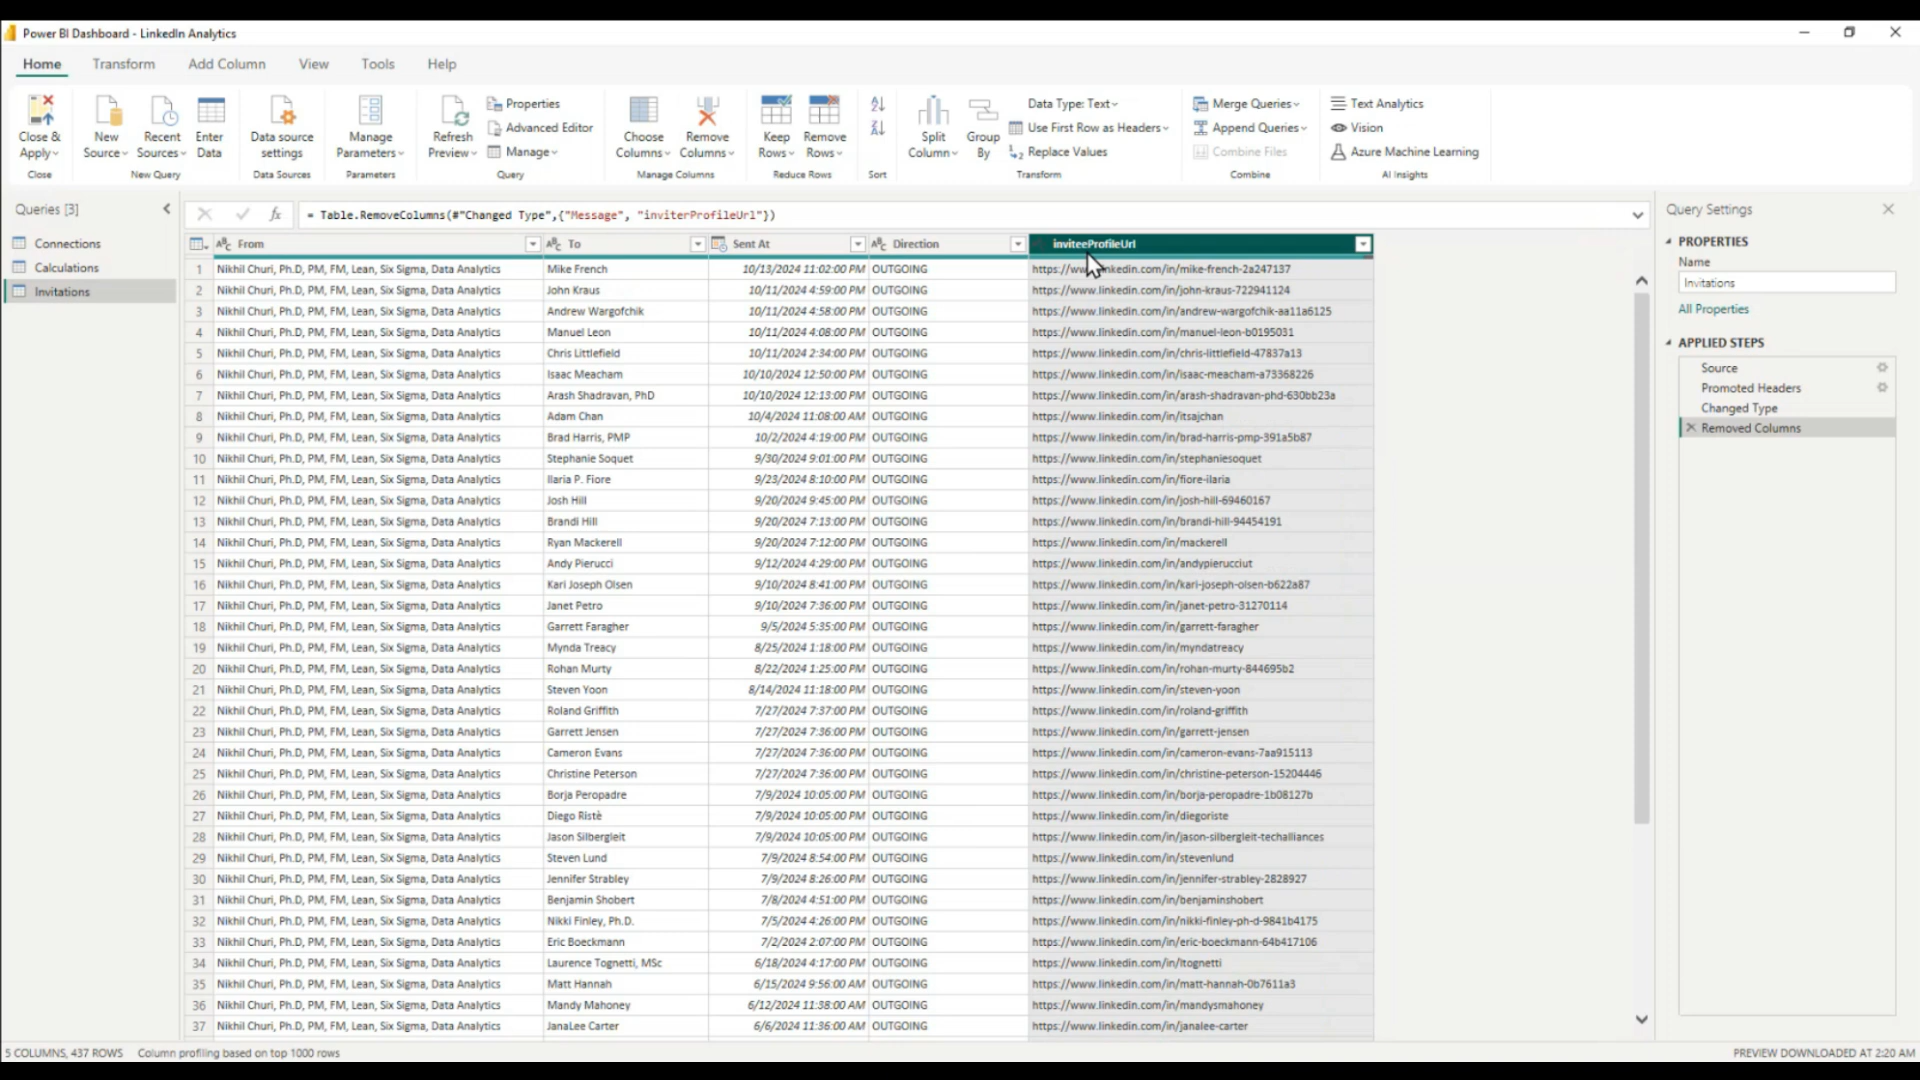 Power BI Dashboard - LinkedIn Analytics
Home Transform Add Column View Tools Help
Close & Apply
New Source
Recent Sources
Enter Data
Data source settings
Manage Parameters
Refresh Preview
Properties
Advanced Editor
Manage
Choose Columns
Remove Columns
Keep Rows
Remove Rows
Split Column
Group By
Data Type: Text
Use First Row as Headers
Replace Values
Merge Queries
Append Queries
Combine Files
Text Analytics
Vision
Azure Machine Learning
Close New Query Data Sources Parameters Query Manage Columns Reduce Rows Sort Transform Combine AI Insights
Queries [3]
Connections
Calculations
Invitations
fx = Table.RemoveColumns(#"Changed Type",{"Message", "inviterProfileUrl"})
From To Sent At Direction inviteeProfileUrl
1 Nikhil Churi, Ph.D, PM, FM, Lean, Six Sigma, Data Analytics Mike French 10/13/2024 11:02:00 PM OUTGOING https://www.linkedin.com/in/mike-french-2a247137
2 Nikhil Churi, Ph.D, PM, FM, Lean, Six Sigma, Data Analytics John Kraus 10/11/2024 4:59:00 PM OUTGOING https://www.linkedin.com/in/john-kraus-722941124
3 Nikhil Churi, Ph.D, PM, FM, Lean, Six Sigma, Data Analytics Andrew Wargofchik 10/11/2024 4:58:00 PM OUTGOING https://www.linkedin.com/in/andrew-wargofchik-aa11a6125
4 Nikhil Churi, Ph.D, PM, FM, Lean, Six Sigma, Data Analytics Manuel Leon 10/11/2024 4:08:00 PM OUTGOING https://www.linkedin.com/in/manuel-leon-b0195031
5 Nikhil Churi, Ph.D, PM, FM, Lean, Six Sigma, Data Analytics Chris Littlefield 10/11/2024 2:34:00 PM OUTGOING https://www.linkedin.com/in/chris-littlefield-47837a13
6 Nikhil Churi, Ph.D, PM, FM, Lean, Six Sigma, Data Analytics Isaac Meacham 10/10/2024 12:50:00 PM OUTGOING https://www.linkedin.com/in/isaac-meacham-a73368226
7 Nikhil Churi, Ph.D, PM, FM, Lean, Six Sigma, Data Analytics Arash Shadravan, PhD 10/10/2024 12:13:00 PM OUTGOING https://www.linkedin.com/in/arash-shadravan-phd-630bb23a
8 Nikhil Churi, Ph.D, PM, FM, Lean, Six Sigma, Data Analytics Adam Chan 10/4/2024 11:08:00 AM OUTGOING https://www.linkedin.com/in/itsajchan
9 Nikhil Churi, Ph.D, PM, FM, Lean, Six Sigma, Data Analytics Brad Harris, PMP 10/2/2024 4:19:00 PM OUTGOING https://www.linkedin.com/in/brad-harris-pmp-391a5b87
10 Nikhil Churi, Ph.D, PM, FM, Lean, Six Sigma, Data Analytics Stephanie Soquet 9/30/2024 9:01:00 PM OUTGOING https://www.linkedin.com/in/stephaniesoquet
11 Nikhil Churi, Ph.D, PM, FM, Lean, Six Sigma, Data Analytics Ilaria P. Fiore 9/23/2024 8:10:00 PM OUTGOING https://www.linkedin.com/in/fiore-ilaria
12 Nikhil Churi, Ph.D, PM, FM, Lean, Six Sigma, Data Analytics Josh Hill 9/20/2024 9:45:00 PM OUTGOING https://www.linkedin.com/in/josh-hill-69460167
13 Nikhil Churi, Ph.D, PM, FM, Lean, Six Sigma, Data Analytics Brandi Hill 9/20/2024 7:13:00 PM OUTGOING https://www.linkedin.com/in/brandi-hill-94454191
14 Nikhil Churi, Ph.D, PM, FM, Lean, Six Sigma, Data Analytics Ryan Mackerell 9/20/2024 7:12:00 PM OUTGOING https://www.linkedin.com/in/mackerell
15 Nikhil Churi, Ph.D, PM, FM, Lean, Six Sigma, Data Analytics Andy Pierucci 9/12/2024 4:29:00 PM OUTGOING https://www.linkedin.com/in/andypierucciut
16 Nikhil Churi, Ph.D, PM, FM, Lean, Six Sigma, Data Analytics Kari Joseph Olsen 9/10/2024 8:41:00 PM OUTGOING https://www.linkedin.com/in/kari-joseph-olsen-b622a87
17 Nikhil Churi, Ph.D, PM, FM, Lean, Six Sigma, Data Analytics Janet Petro 9/10/2024 7:36:00 PM OUTGOING https://www.linkedin.com/in/janet-petro-31270114
18 Nikhil Churi, Ph.D, PM, FM, Lean, Six Sigma, Data Analytics Garrett Faragher 9/5/2024 5:35:00 PM OUTGOING https://www.linkedin.com/in/garrett-faragher
19 Nikhil Churi, Ph.D, PM, FM, Lean, Six Sigma, Data Analytics Mynda Treacy 8/25/2024 1:18:00 PM OUTGOING https://www.linkedin.com/in/myndatreacy
20 Nikhil Churi, Ph.D, PM, FM, Lean, Six Sigma, Data Analytics Rohan Murty 8/22/2024 1:25:00 PM OUTGOING https://www.linkedin.com/in/rohan-murty-844695b2
21 Nikhil Churi, Ph.D, PM, FM, Lean, Six Sigma, Data Analytics Steven Yoon 8/14/2024 11:18:00 PM OUTGOING https://www.linkedin.com/in/steven-yoon
22 Nikhil Churi, Ph.D, PM, FM, Lean, Six Sigma, Data Analytics Roland Griffith 7/27/2024 7:37:00 PM OUTGOING https://www.linkedin.com/in/roland-griffith
23 Nikhil Churi, Ph.D, PM, FM, Lean, Six Sigma, Data Analytics Garrett Jensen 7/27/2024 7:36:00 PM OUTGOING https://www.linkedin.com/in/garrett-jensen
24 Nikhil Churi, Ph.D, PM, FM, Lean, Six Sigma, Data Analytics Cameron Evans 7/27/2024 7:36:00 PM OUTGOING https://www.linkedin.com/in/cameron-evans-7aa915113
25 Nikhil Churi, Ph.D, PM, FM, Lean, Six Sigma, Data Analytics Christine Peterson 7/27/2024 7:36:00 PM OUTGOING https://www.linkedin.com/in/christine-peterson-15204446
26 Nikhil Churi, Ph.D, PM, FM, Lean, Six Sigma, Data Analytics Borja Peropadre 7/9/2024 10:05:00 PM OUTGOING https://www.linkedin.com/in/borja-peropadre-1b08127b
27 Nikhil Churi, Ph.D, PM, FM, Lean, Six Sigma, Data Analytics Diego Ristè 7/9/2024 10:05:00 PM OUTGOING https://www.linkedin.com/in/diegoriste
28 Nikhil Churi, Ph.D, PM, FM, Lean, Six Sigma, Data Analytics Jason Silbergleit 7/9/2024 10:05:00 PM OUTGOING https://www.linkedin.com/in/jason-silbergleit-techalliances
29 Nikhil Churi, Ph.D, PM, FM, Lean, Six Sigma, Data Analytics Steven Lund 7/9/2024 8:54:00 PM OUTGOING https://www.linkedin.com/in/stevenlund
30 Nikhil Churi, Ph.D, PM, FM, Lean, Six Sigma, Data Analytics Jennifer Strabley 7/9/2024 8:26:00 PM OUTGOING https://www.linkedin.com/in/jennifer-strabley-2828927
31 Nikhil Churi, Ph.D, PM, FM, Lean, Six Sigma, Data Analytics Benjamin Shobert 7/8/2024 4:51:00 PM OUTGOING https://www.linkedin.com/in/benjaminshobert
32 Nikhil Churi, Ph.D, PM, FM, Lean, Six Sigma, Data Analytics Nikki Finley, Ph.D. 7/5/2024 4:26:00 PM OUTGOING https://www.linkedin.com/in/nikki-finley-ph-d-9841b4175
33 Nikhil Churi, Ph.D, PM, FM, Lean, Six Sigma, Data Analytics Eric Boeckmann 7/2/2024 2:07:00 PM OUTGOING https://www.linkedin.com/in/eric-boeckmann-64b417106
34 Nikhil Churi, Ph.D, PM, FM, Lean, Six Sigma, Data Analytics Laurence Tognetti, MSc 6/18/2024 4:17:00 PM OUTGOING https://www.linkedin.com/in/ltognetti
35 Nikhil Churi, Ph.D, PM, FM, Lean, Six Sigma, Data Analytics Matt Hannah 6/15/2024 9:56:00 AM OUTGOING https://www.linkedin.com/in/matt-hannah-0b7611a3
36 Nikhil Churi, Ph.D, PM, FM, Lean, Six Sigma, Data Analytics Mandy Mahoney 6/12/2024 11:38:00 AM OUTGOING https://www.linkedin.com/in/mandysmahoney
37 Nikhil Churi, Ph.D, PM, FM, Lean, Six Sigma, Data Analytics JanaLee Carter 6/6/2024 11:36:00 AM OUTGOING https://www.linkedin.com/in/janalee-carter
Query Settings
PROPERTIES
Name
Invitations
All Properties
APPLIED STEPS
Source
Promoted Headers
Changed Type
Removed Columns
5 COLUMNS, 437 ROWS Column profiling based on top 1000 rows
PREVIEW DOWNLOADED AT 2:20 AM